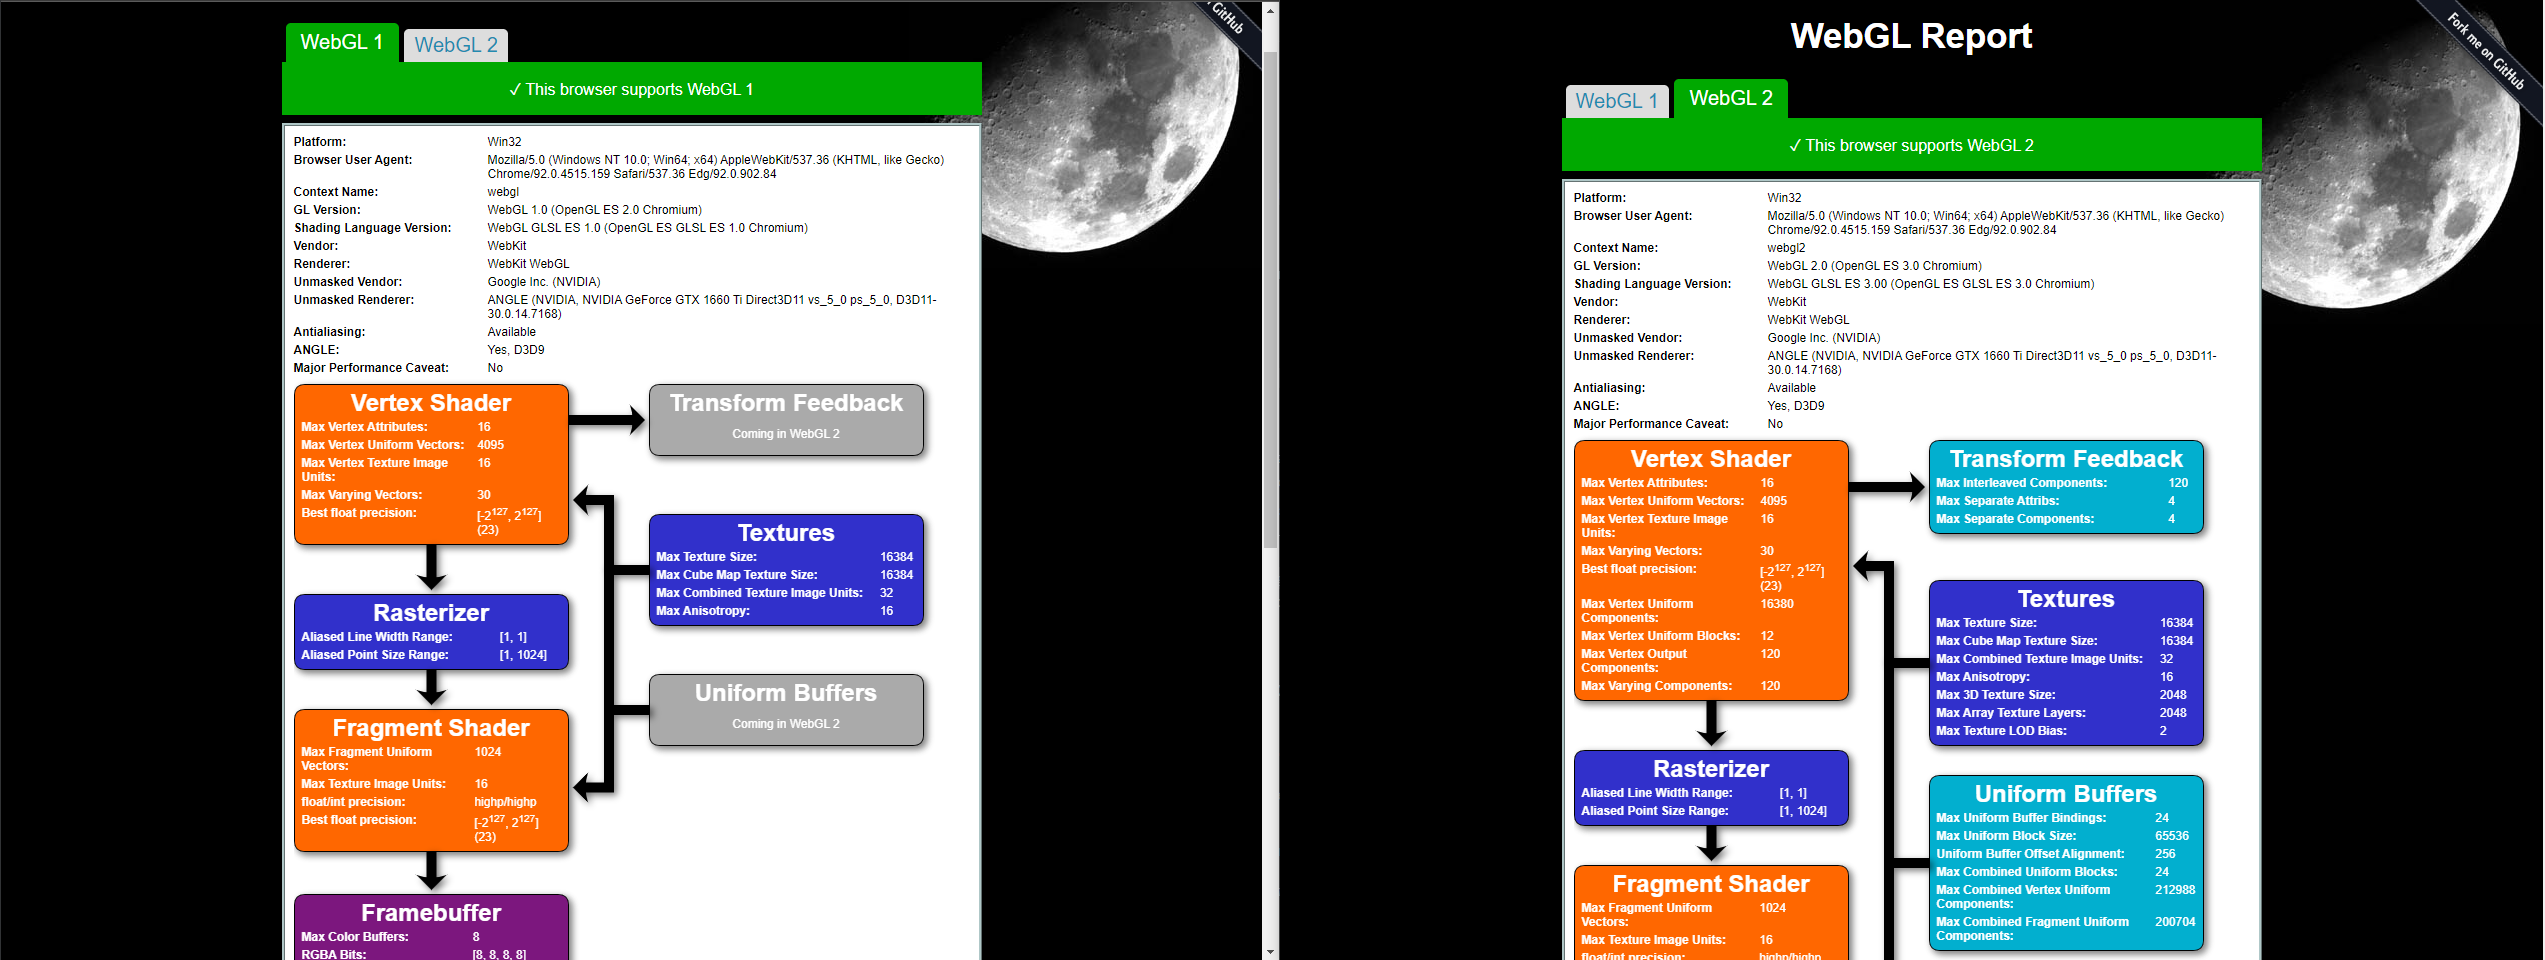 GitHub
WebGL 1
WebGL 2
✓ This browser supports WebGL 1
Platform: Win32
Browser User Agent: Mozilla/5.0 (Windows NT 10.0; Win64; x64) AppleWebKit/537.36 (KHTML, like Gecko)
Chrome/92.0.4515.159 Safari/537.36 Edg/92.0.902.84
Context Name: webgl
GL Version: WebGL 1.0 (OpenGL ES 2.0 Chromium)
Shading Language Version: WebGL GLSL ES 1.0 (OpenGL ES GLSL ES 1.0 Chromium)
Vendor: WebKit
Renderer: WebKit WebGL
Unmasked Vendor: Google Inc. (NVIDIA)
Unmasked Renderer: ANGLE (NVIDIA, NVIDIA GeForce GTX 1660 Ti Direct3D11 vs_5_0 ps_5_0, D3D11-
30.0.14.7168)
Antialiasing: Available
ANGLE: Yes, D3D9
Major Performance Caveat: No
Vertex Shader
Max Vertex Attributes: 16
Max Vertex Uniform Vectors: 4095
Max Vertex Texture Image 16
Units:
Max Varying Vectors: 30
Best float precision: [-2^127, 2^127]
(23)
Transform Feedback
Coming in WebGL 2
Textures
Max Texture Size: 16384
Max Cube Map Texture Size: 16384
Max Combined Texture Image Units: 32
Max Anisotropy: 16
Rasterizer
Aliased Line Width Range: [1, 1]
Aliased Point Size Range: [1, 1024]
Uniform Buffers
Coming in WebGL 2
Fragment Shader
Max Fragment Uniform 1024
Vectors:
Max Texture Image Units: 16
float/int precision: highp/highp
Best float precision: [-2^127, 2^127]
(23)
Framebuffer
Max Color Buffers: 8
RGBA Bits: [8, 8, 8, 8]
WebGL Report
Fork me on GitHub
WebGL 1
WebGL 2
✓ This browser supports WebGL 2
Platform: Win32
Browser User Agent: Mozilla/5.0 (Windows NT 10.0; Win64; x64) AppleWebKit/537.36 (KHTML, like Gecko)
Chrome/92.0.4515.159 Safari/537.36 Edg/92.0.902.84
Context Name: webgl2
GL Version: WebGL 2.0 (OpenGL ES 3.0 Chromium)
Shading Language Version: WebGL GLSL ES 3.00 (OpenGL ES GLSL ES 3.0 Chromium)
Vendor: WebKit
Renderer: WebKit WebGL
Unmasked Vendor: Google Inc. (NVIDIA)
Unmasked Renderer: ANGLE (NVIDIA, NVIDIA GeForce GTX 1660 Ti Direct3D11 vs_5_0 ps_5_0, D3D11-
30.0.14.7168)
Antialiasing: Available
ANGLE: Yes, D3D9
Major Performance Caveat: No
Vertex Shader
Max Vertex Attributes: 16
Max Vertex Uniform Vectors: 4095
Max Vertex Texture Image 16
Units:
Max Varying Vectors: 30
Best float precision: [-2^127, 2^127]
(23)
Max Vertex Uniform 16380
Components:
Max Vertex Uniform Blocks: 12
Max Vertex Output 120
Components:
Max Varying Components: 120
Transform Feedback
Max Interleaved Components: 120
Max Separate Attribs: 4
Max Separate Components: 4
Textures
Max Texture Size: 16384
Max Cube Map Texture Size: 16384
Max Combined Texture Image Units: 32
Max Anisotropy: 16
Max 3D Texture Size: 2048
Max Array Texture Layers: 2048
Max Texture LOD Bias: 2
Rasterizer
Aliased Line Width Range: [1, 1]
Aliased Point Size Range: [1, 1024]
Uniform Buffers
Max Uniform Buffer Bindings: 24
Max Uniform Block Size: 65536
Uniform Buffer Offset Alignment: 256
Max Combined Uniform Blocks: 24
Max Combined Vertex Uniform 212988
Components:
Max Combined Fragment Uniform 200704
Components:
Fragment Shader
Max Fragment Uniform 1024
Vectors:
Max Texture Image Units: 16
float/int precision: highp/highp